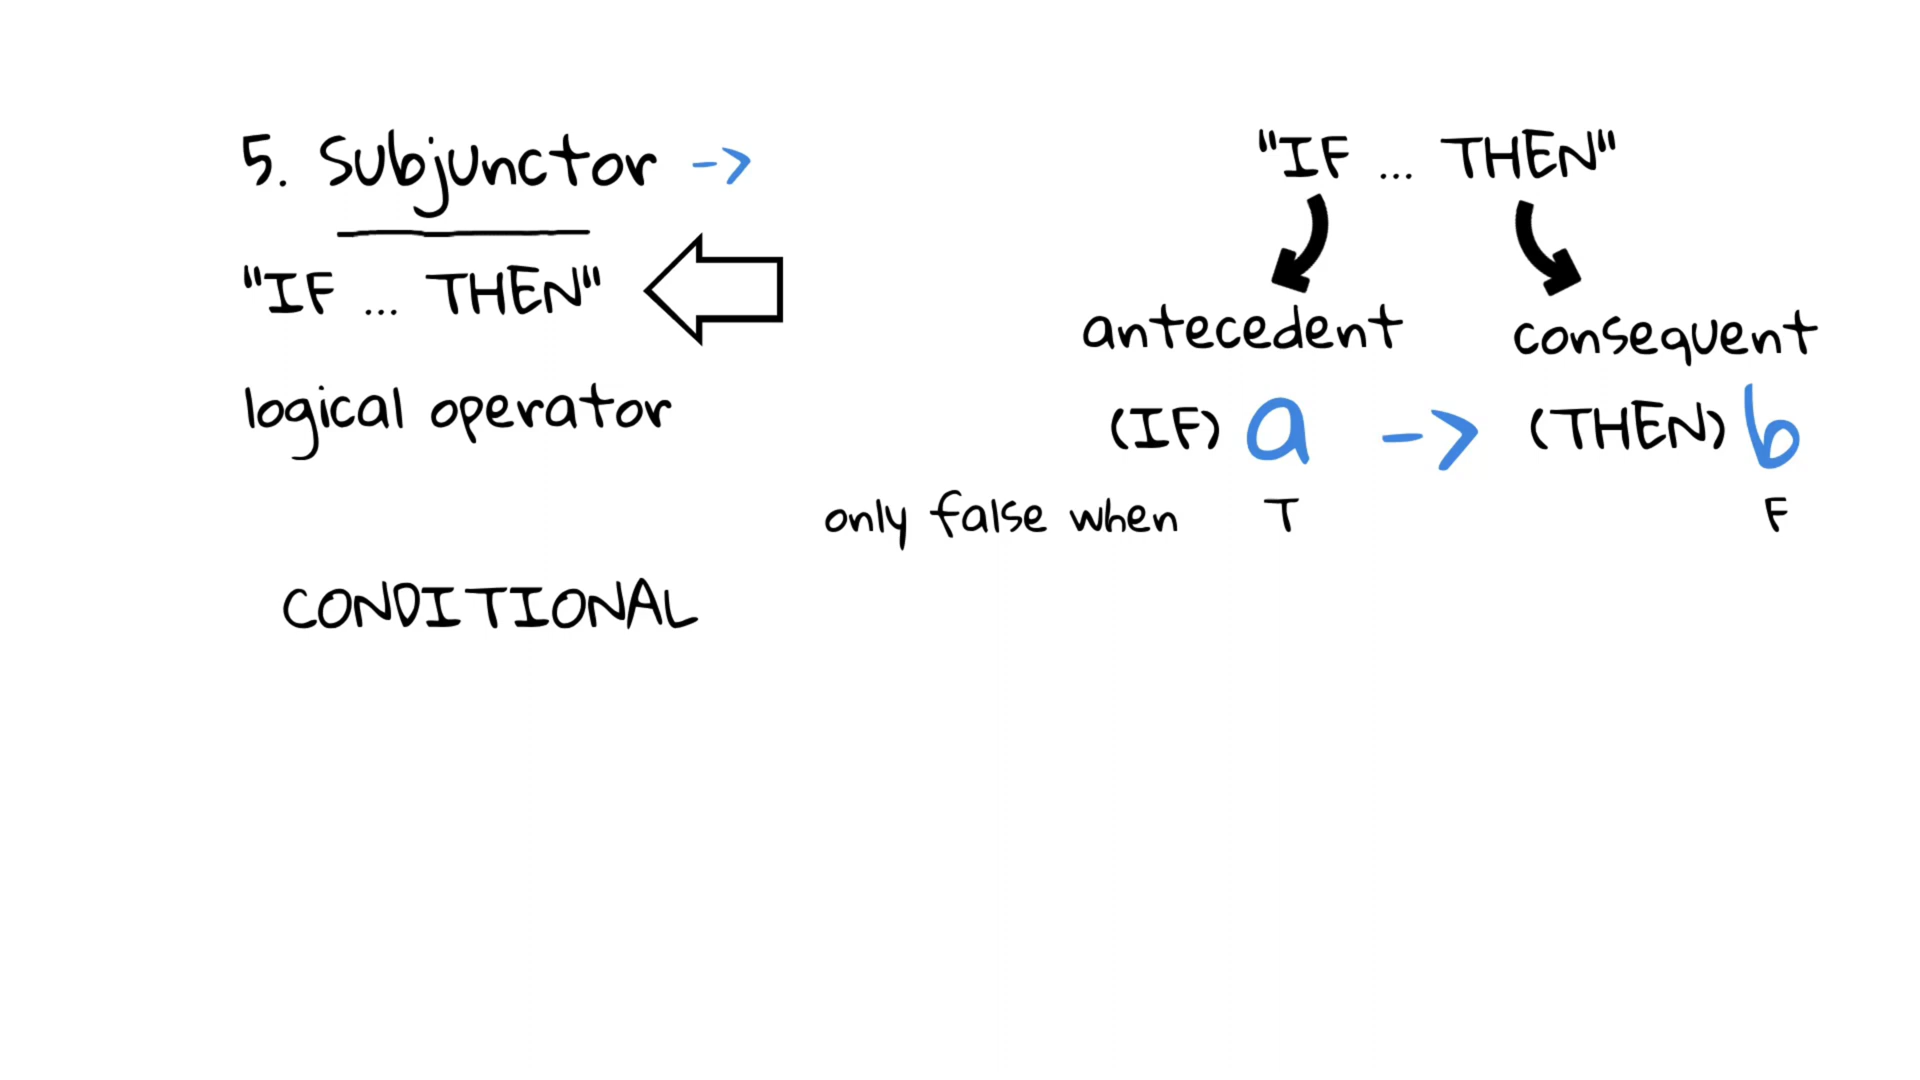 5. Subjunctor ->
"IF ... THEN"
logical operator
CONDITIONAL
"IF ... THEN"
antecedent consequent
(IF) a -> (THEN) b
only false when T F